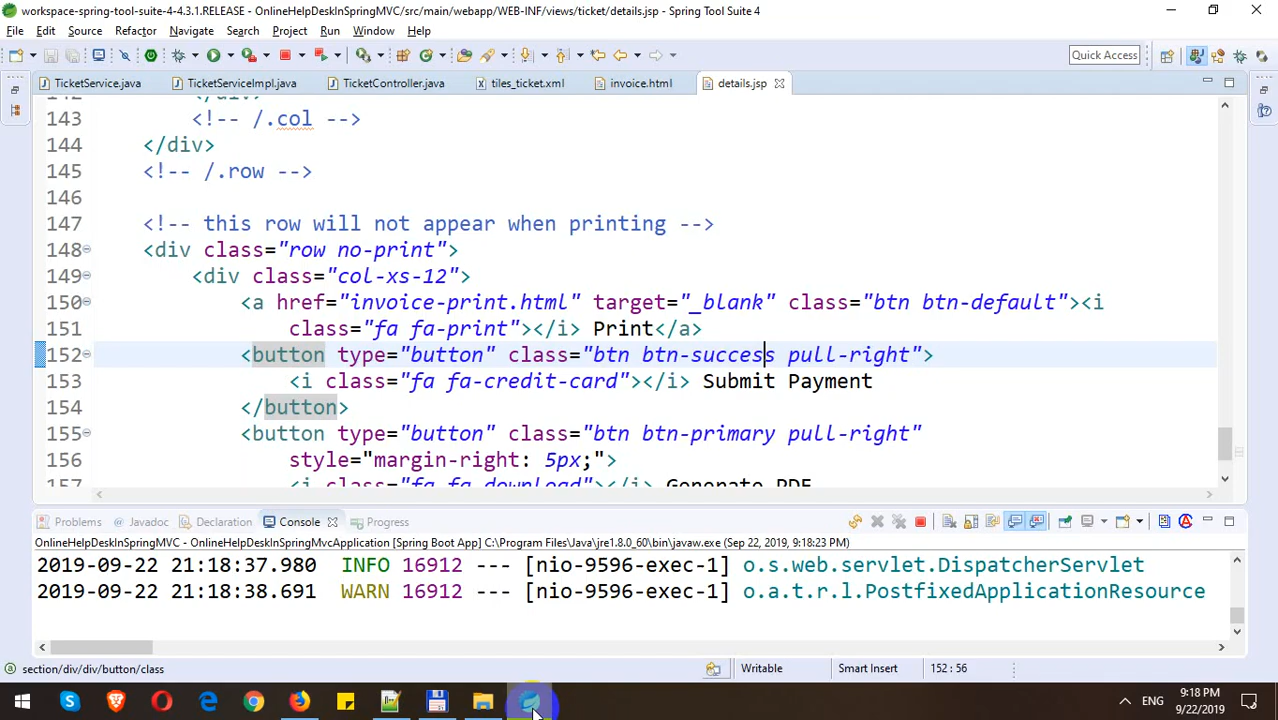 workspace-spring-tool-suite-4-4.3.1.RELEASE - OnlineHelpDeskInSpringMVC/src/main/webapp/WEB-INF/views/ticket/details.jsp - Spring Tool Suite 4
File Edit Source Refactor Navigate Search Project Run Window Help
Quick Access
TicketService.java TicketServiceImpl.java TicketController.java tiles_ticket.xml invoice.html details.jsp
142 </div>
143 <!-- /.col -->
144 </div>
145 <!-- /.row -->
146
147 <!-- this row will not appear when printing -->
148 <div class="row no-print">
149 <div class="col-xs-12">
150 <a href="invoice-print.html" target="_blank" class="btn btn-default"><i
151 class="fa fa-print"></i> Print</a>
152 <button type="button" class="btn btn-success pull-right">
153 <i class="fa fa-credit-card"></i> Submit Payment
154 </button>
155 <button type="button" class="btn btn-primary pull-right"
156 style="margin-right: 5px;">
157 <i class="fa fa-download"></i> Generate PDF
Problems Javadoc Declaration Console Progress
OnlineHelpDeskInSpringMVC - OnlineHelpDeskInSpringMvcApplication [Spring Boot App] C:\Program Files\Java\jre1.8.0_60\bin\javaw.exe (Sep 22, 2019, 9:18:23 PM)
2019-09-22 21:18:37.980 INFO 16912 --- [nio-9596-exec-1] o.s.web.servlet.DispatcherServlet
2019-09-22 21:18:38.691 WARN 16912 --- [nio-9596-exec-1] o.a.t.r.l.PostfixedApplicationResource
section/div/div/button/class Writable Smart Insert 152 : 56
ENG 9:18 PM
9/22/2019